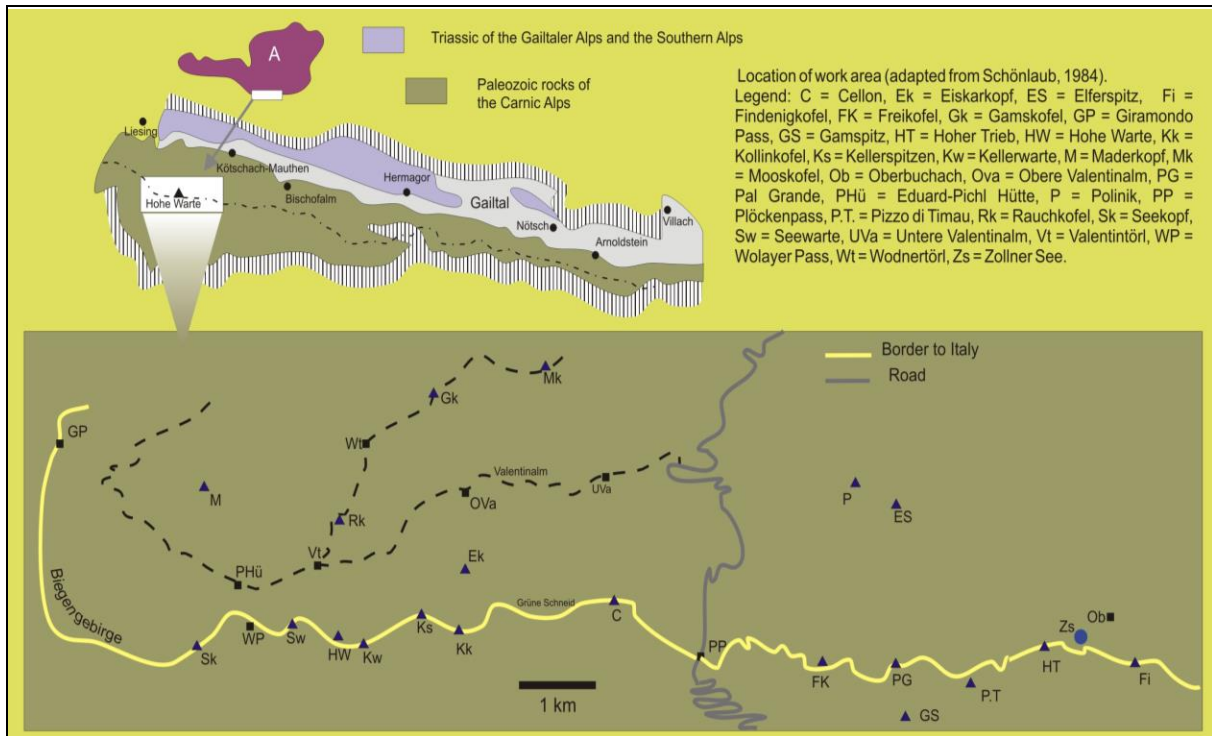 A
Triassic of the Gailtaler Alps and the Southern Alps
Paleozoic rocks
of the
Carnic Alps
Location of work area (adapted from Schönlaub, 1984).
Legend: C = Cellon, Ek = Eiskarkopf, ES = Elferspitz, Fi =
Findenigkofel, FK = Freikofel, Gk = Gamskofel, GP = Giramondo
Pass, GS = Gamspitz, HT = Hoher Trieb, HW = Hohe Warte, Kk =
Kollinkofel, Ks = Kellerspitzen, Kw = Kellerwarte, M = Maderkopf, Mk
= Mooskofel, Ob = Oberbuchach, Ova = Obere Valentinalm, PG =
Pal Grande, PHü = Eduard-Pichl Hütte, P = Polinik, PP =
Plöckenpass, P.T. = Pizzo di Timau, Rk = Rauchkofel, Sk = Seekopf,
Sw = Seewarte, UVa = Untere Valentinalm, Vt = Valentintörl, WP =
Wolayer Pass, Wt = Wodnertörl, Zs = Zollner See.
Liesing
Kötschach-Mauthen
Hermagor
Bischofalm
Gailtal
Hohe Warte
Nötsch
Villach
Arnoldstein
Border to Italy
Road
Mk
Gk
GP
Wt
Valentinalm
UVa
M
OVa
P
ES
Rk
Vt
Ek
PHü
Biegengebirge
Grüne Schneid
C
Ob
Zs
WP
Sw
HW
Kw
Ks
Kk
Sk
PP
FK
PG
P.T
HT
Fi
GS
1 km